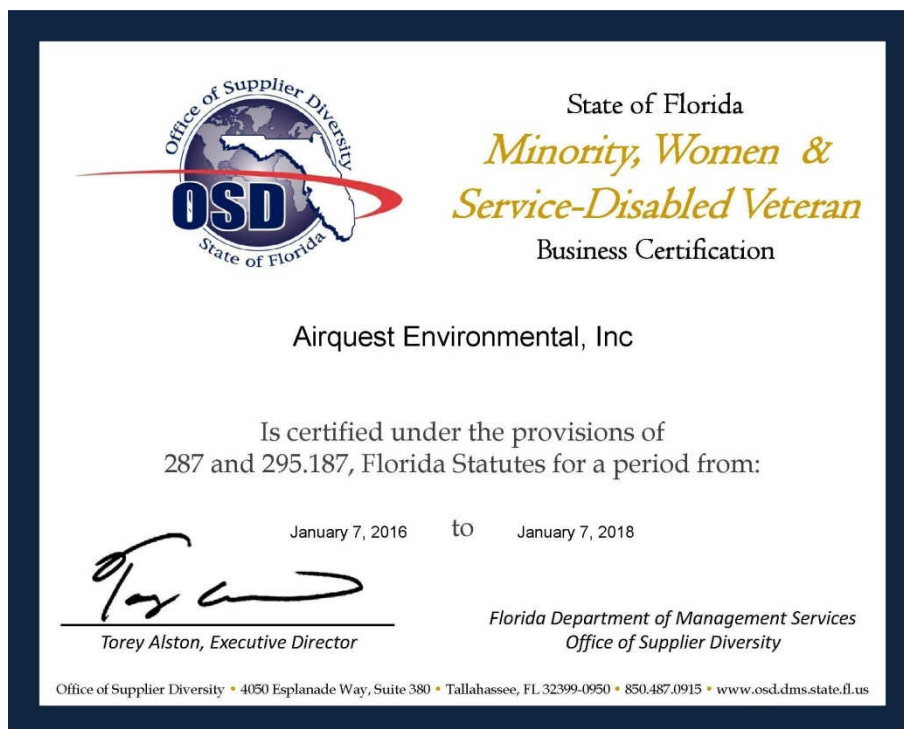 Office of Supplier Diversity
OSD
State of Florida
State of Florida
Minority, Women &
Service-Disabled Veteran
Business Certification
Airquest Environmental, Inc
Is certified under the provisions of
287 and 295.187, Florida Statutes for a period from:
January 7, 2016 to January 7, 2018
Torey Alston, Executive Director
Florida Department of Management Services
Office of Supplier Diversity
Office of Supplier Diversity • 4050 Esplanade Way, Suite 380 • Tallahassee, FL 32399-0950 • 850.487.0915 • www.osd.dms.state.fl.us